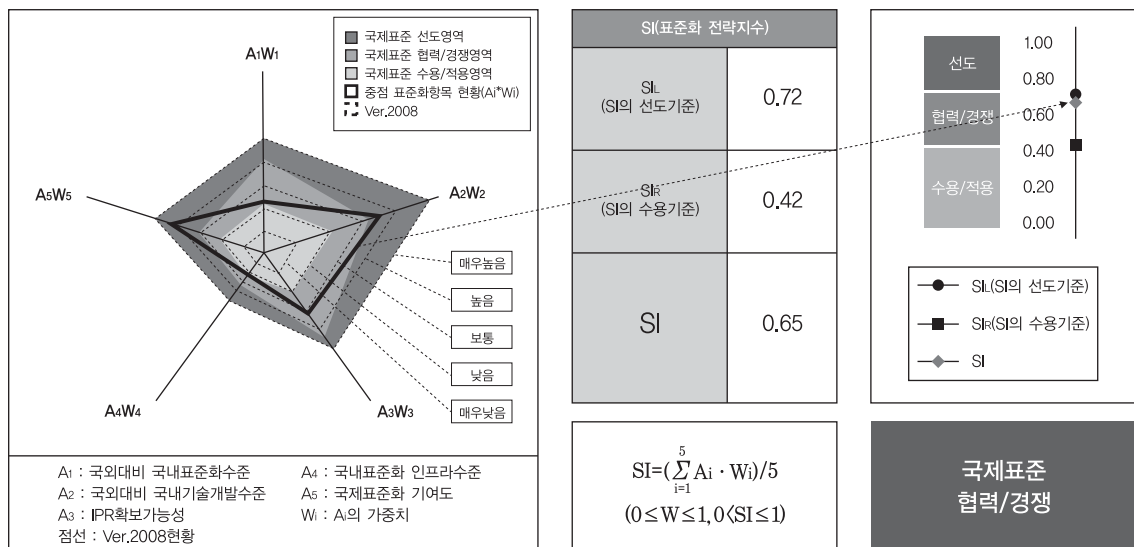 국제표준 선도영역
국제표준 협력/경쟁영역
국제표준 수용/적용영역
중점 표준화항목 현황(Ai*Wi)
Ver.2008
A1W1
A2W2
A5W5
A4W4
A3W3
매우높음
높음
보통
낮음
매우낮음
A1 : 국외대비 국내표준화수준
A2 : 국외대비 국내기술개발수준
A3 : IPR확보가능성
점선 : Ver.2008현황
A4 : 국내표준화 인프라수준
A5 : 국제표준화 기여도
Wi : Ai의 가중치
SI(표준화 전략지수)
SIL
(SI의 선도기준)
0.72
SIR
(SI의 수용기준)
0.42
SI
0.65
SI=(∑Ai · Wi)/5
5
i=1
(0≤W≤1, 0<SI≤1)
선도
협력/경쟁
수용/적용
1.00
0.80
0.60
0.40
0.20
0.00
SIL(SI의 선도기준)
SIR(SI의 수용기준)
SI
국제표준
협력/경쟁